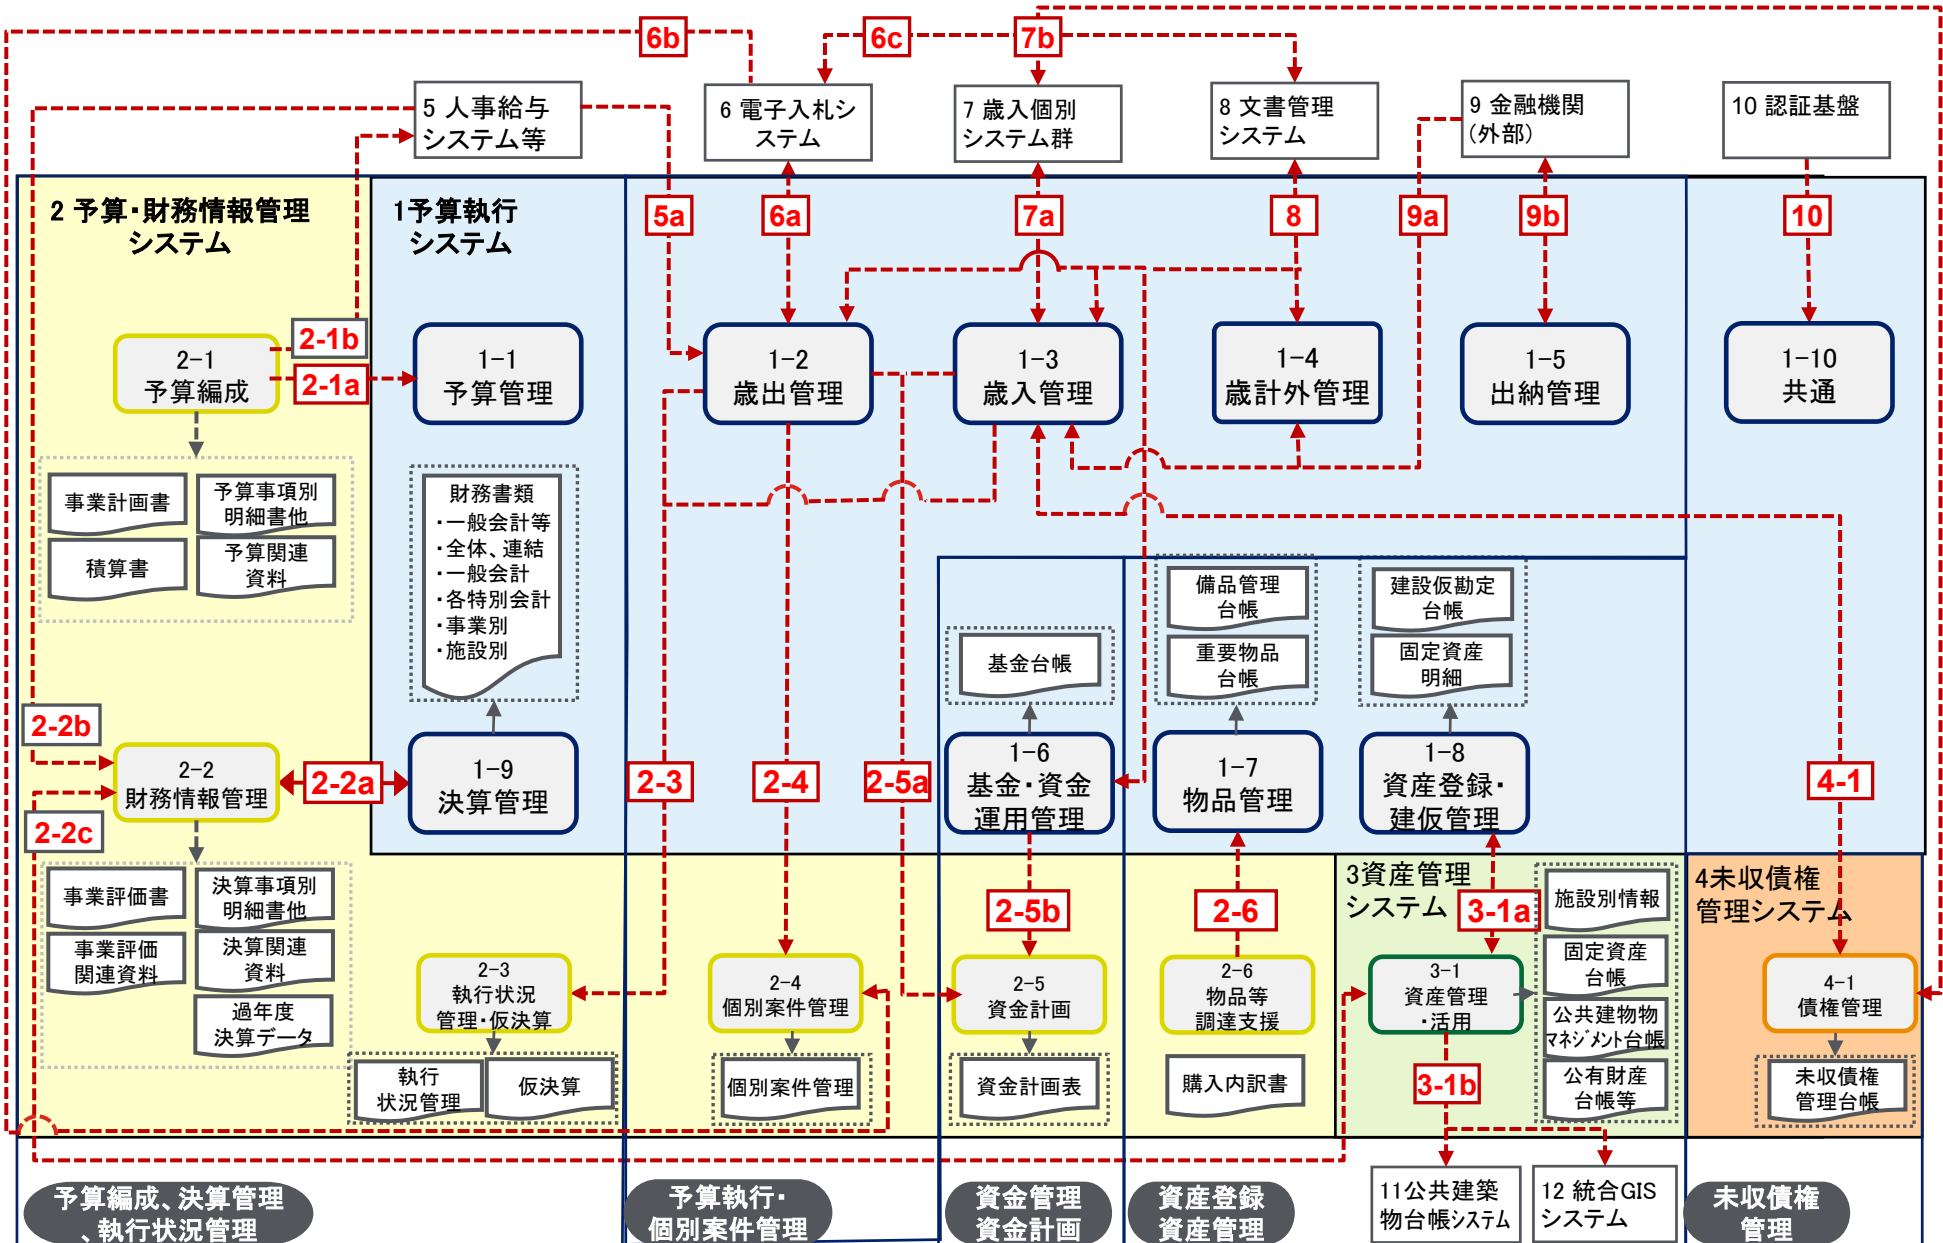 6b
6c
7b
5 人事給与
システム等
6 電子入札シ
ステム
7 歳入個別
システム群
8 文書管理
システム
9 金融機関
(外部)
10 認証基盤
2 予算・財務情報管理
システム
1予算執行
システム
5a
6a
7a
8
9a
9b
10
2-1
予算編成
2-1b
2-1a
1-1
予算管理
1-2
歳出管理
1-3
歳入管理
1-4
歳計外管理
1-5
出納管理
1-10
共通
事業計画書
予算事項別
明細書他
積算書
予算関連
資料
財務書類
・一般会計等
・全体、連結
・一般会計
・各特別会計
・事業別
・施設別
基金台帳
備品管理
台帳
重要物品
台帳
建設仮勘定
台帳
固定資産
明細
2-2b
2-2
財務情報管理
2-2a
2-2c
1-9
決算管理
2-3
2-4
2-5a
1-6
基金・資金
運用管理
1-7
物品管理
1-8
資産登録・
建仮管理
4-1
事業評価書
決算事項別
明細書他
事業評価
関連資料
決算関連
資料
過年度
決算データ
2-5b
2-6
3資産管理
システム
3-1a
施設別情報
固定資産
台帳
公共建物物
マネジメント台帳
公有財産
台帳等
4未収債権
管理システム
2-3
執行状況
管理・仮決算
2-4
個別案件管理
2-5
資金計画
2-6
物品等
調達支援
3-1
資産管理
・活用
4-1
債権管理
執行
状況管理
仮決算
個別案件管理
資金計画表
購入内訳書
3-1b
未収債権
管理台帳
予算編成、決算管理
、執行状況管理
予算執行・
個別案件管理
資金管理
資金計画
資産登録
資産管理
11公共建築
物台帳システム
12 統合GIS
システム
未収債権
管理